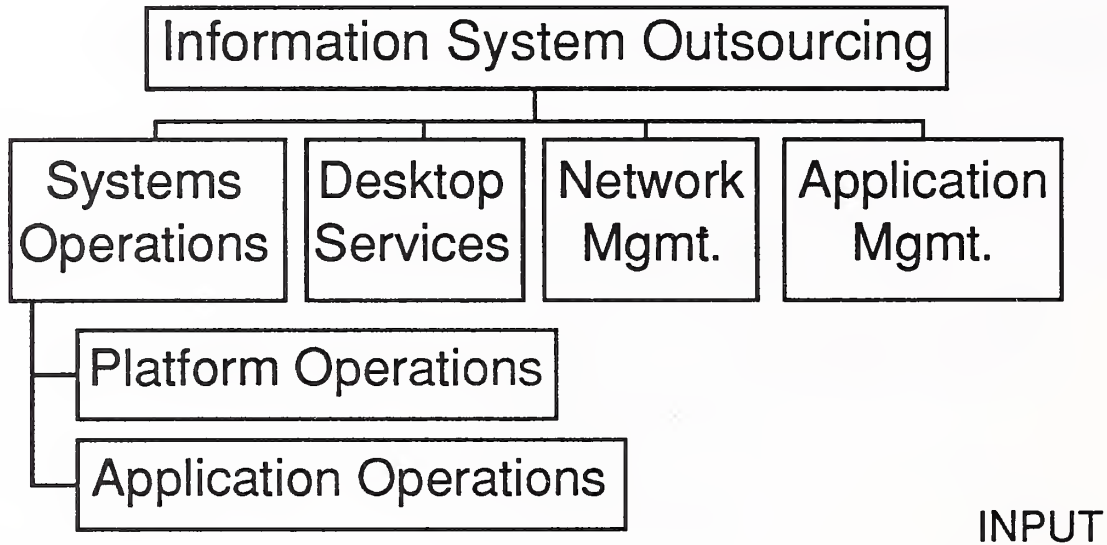 Information System Outsourcing
Systems
Operations
Desktop
Services
Network
Mgmt.
Application
Mgmt.
Platform Operations
Application Operations
INPUT